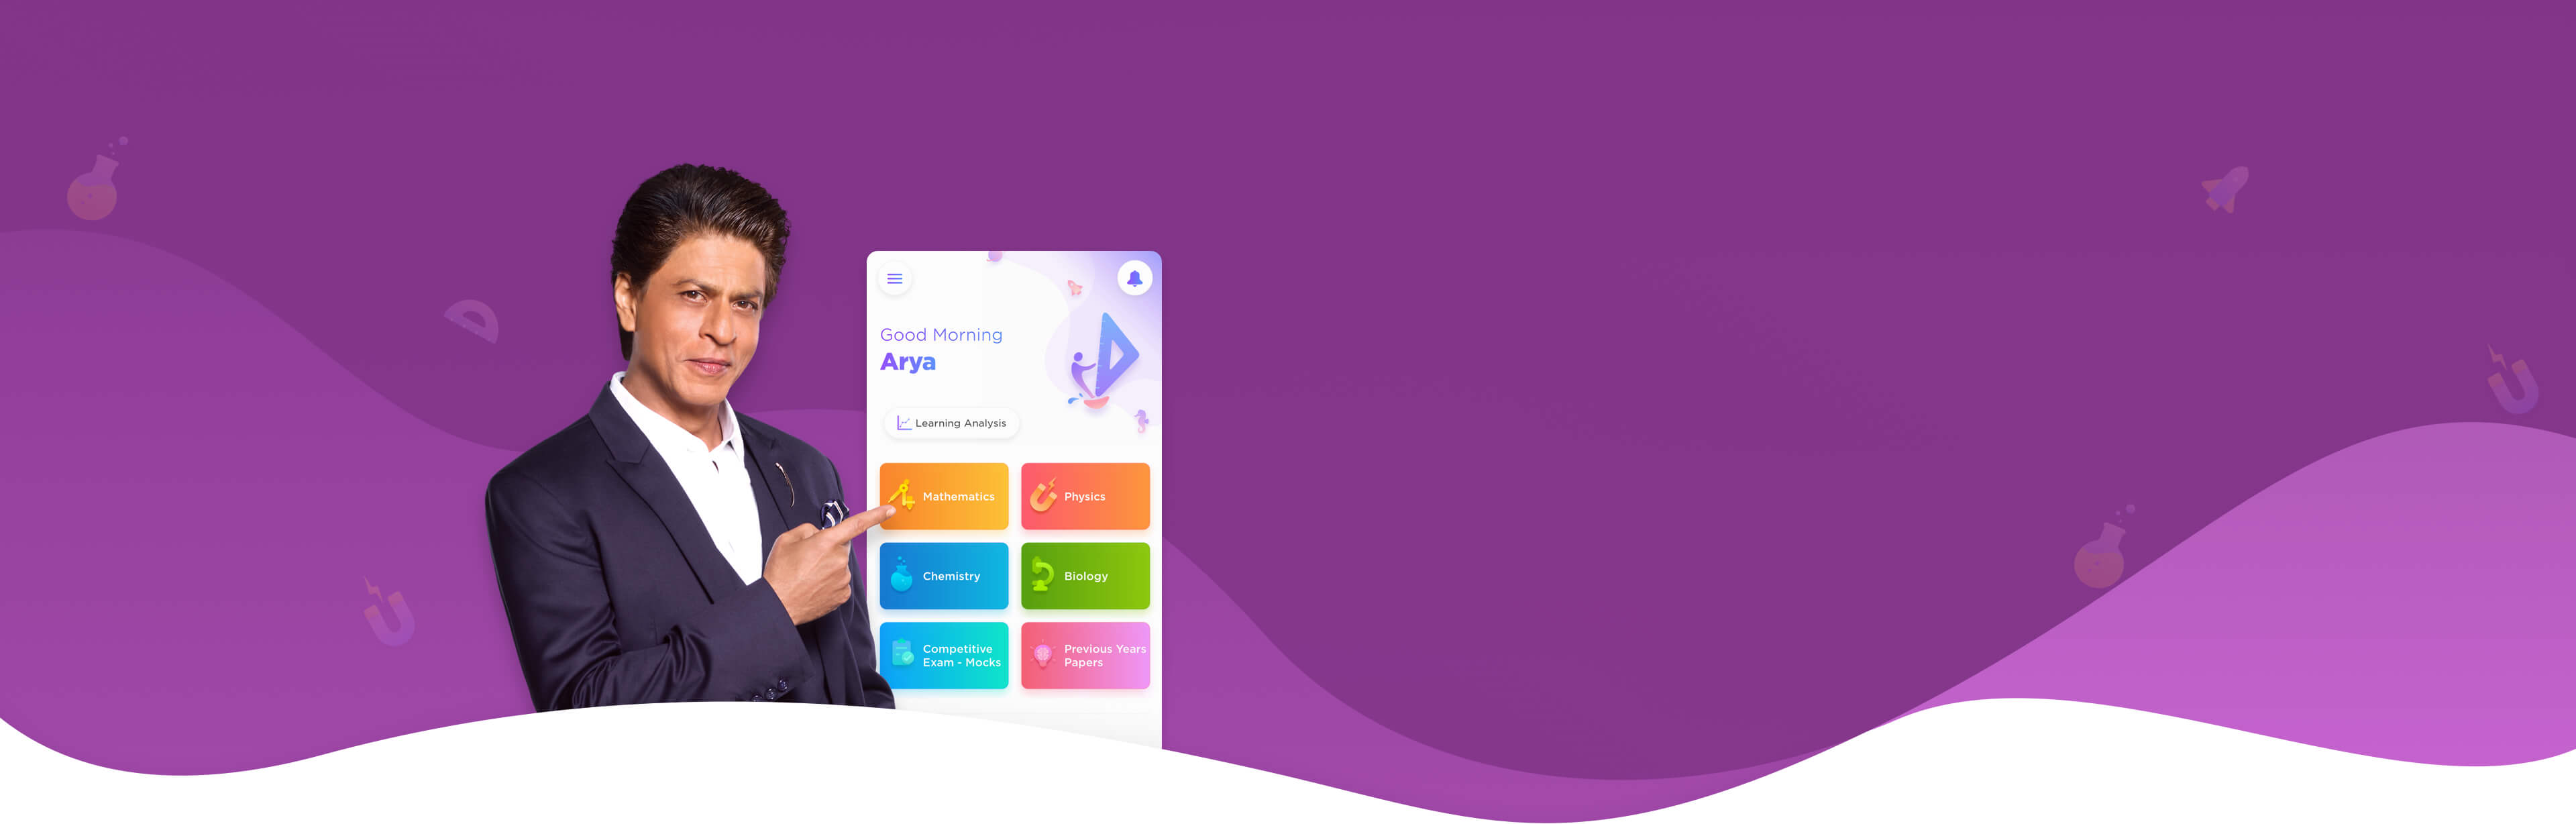 Good Morning
Arya
Learning Analysis
Mathematics
Physics
Chemistry
Biology
Competitive
Exam - Mocks
Previous Years
Papers